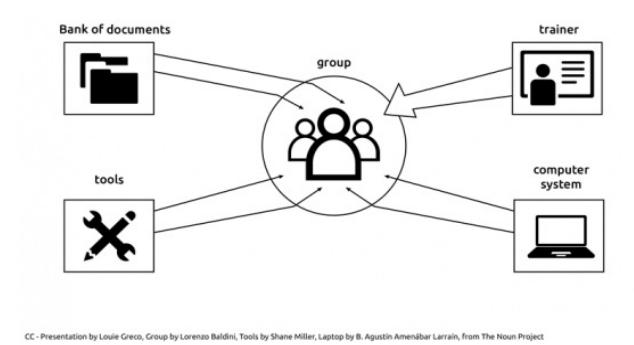 Bank of documents
trainer
group
tools
computer
system
CC - Presentation by Louie Greco, Group by Lorenzo Baldini, Tools by Shane Miller, Laptop by B. Agustín Amenábar Larraín, from The Noun Project